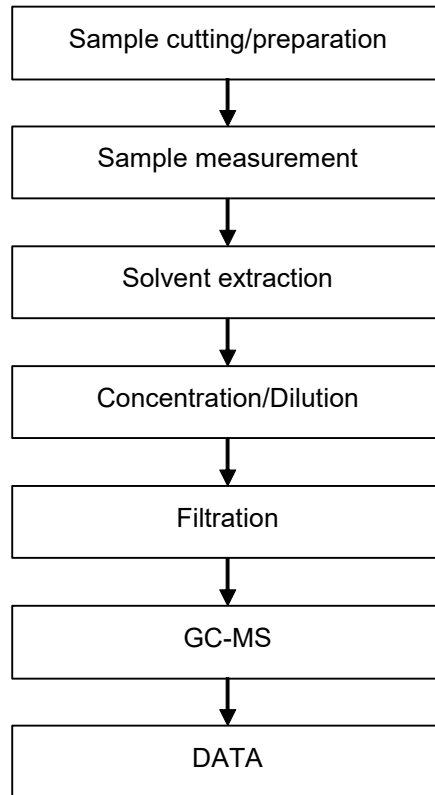 Sample cutting/preparation
Sample measurement
Solvent extraction
Concentration/Dilution
Filtration
GC-MS
DATA